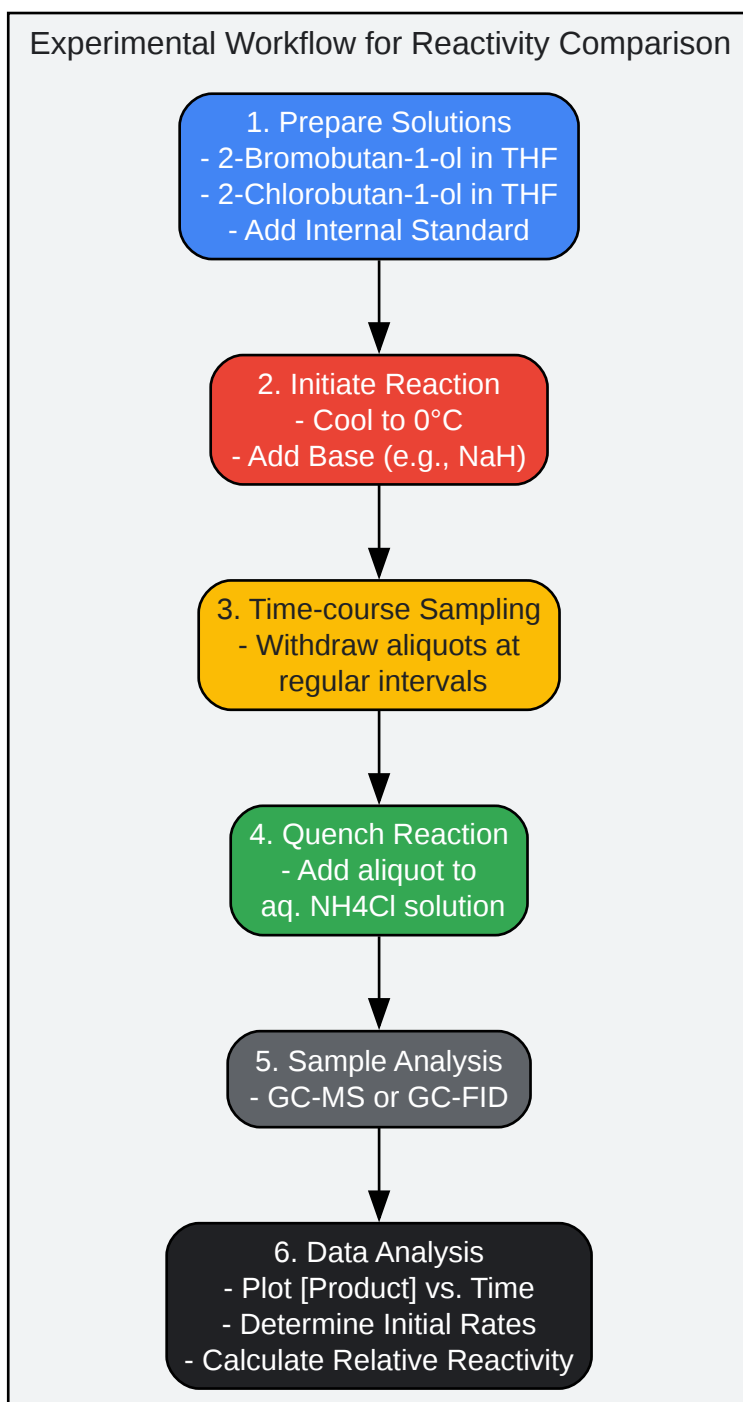 Experimental Workflow for Reactivity Comparison
1. Prepare Solutions
- 2-Bromobutan-1-ol in THF
- 2-Chlorobutan-1-ol in THF
- Add Internal Standard
2. Initiate Reaction
- Cool to 0°C
- Add Base (e.g., NaH)
3. Time-course Sampling
- Withdraw aliquots at
regular intervals
4. Quench Reaction
- Add aliquot to
aq. NH4Cl solution
5. Sample Analysis
- GC-MS or GC-FID
6. Data Analysis
- Plot [Product] vs. Time
- Determine Initial Rates
- Calculate Relative Reactivity